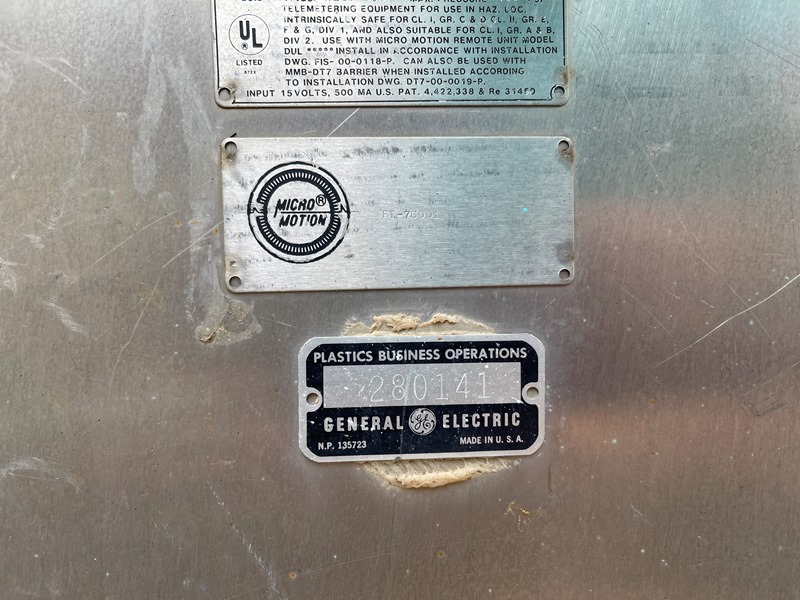 TELEMETERING EQUIPMENT FOR USE IN HAZ. LOC.
INTRINSICALLY SAFE FOR CL. I, GR. C & D CL. II, GR. E,
F & G, DIV 1, AND ALSO SUITABLE FOR CL. I, GR. A & B,
DIV 2. USE WITH MICRO MOTION REMOTE UNIT MODEL
DUL ***** INSTALL IN ACCORDANCE WITH INSTALLATION
DWG. FIS- 00-0118-P. CAN ALSO BE USED WITH
MMB-DT7 BARRIER WHEN INSTALLED ACCORDING
TO INSTALLATION DWG. DT7-00-0019-P.
INPUT 15 VOLTS, 500 MA U.S. PAT. 4,422,338 & Re 31450
UL
®
LISTED
MICRO ®
MOTION
PLASTICS BUSINESS OPERATIONS
280141
GENERAL GE ELECTRIC
N.P. 135723 MADE IN U.S.A.